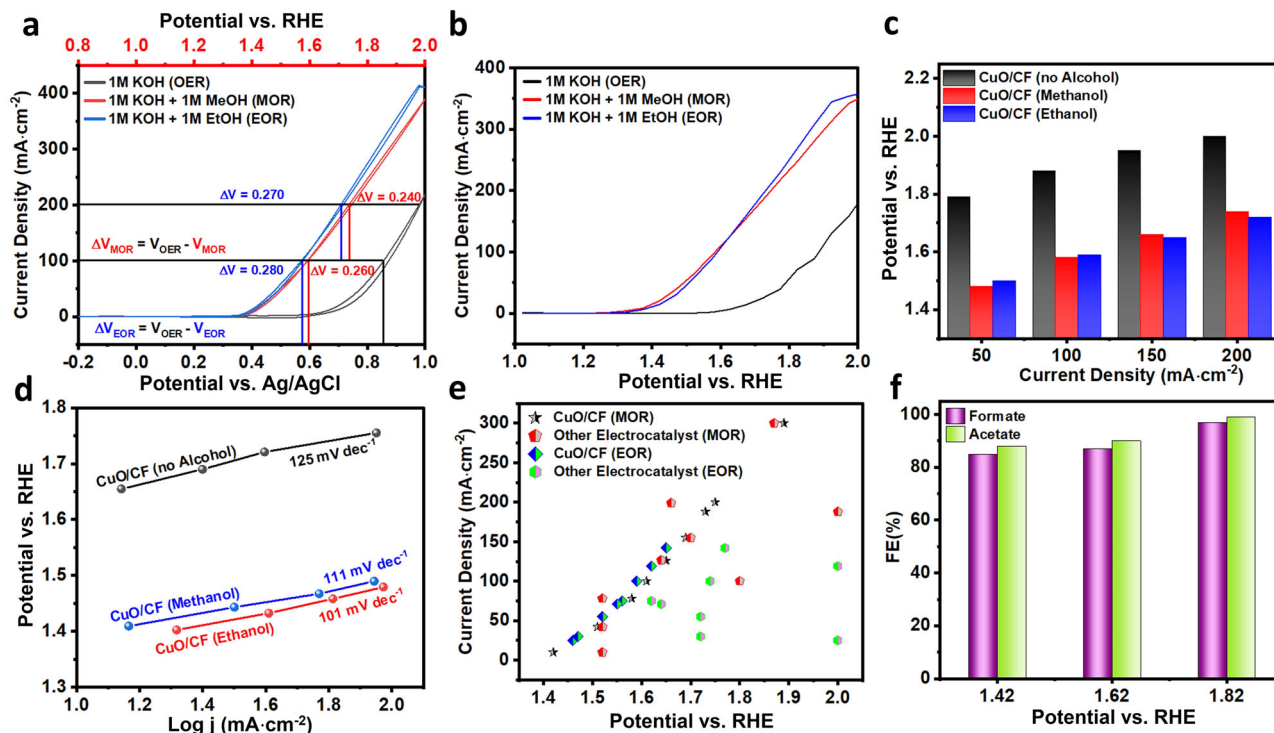 a
Potential vs. RHE
0.8 1.0 1.2 1.4 1.6 1.8 2.0
1M KOH (OER)
1M KOH + 1M MeOH (MOR)
1M KOH + 1M EtOH (EOR)
ΔV = 0.270
ΔV = 0.240
ΔV_MOR = V_OER - V_MOR
ΔV = 0.280
ΔV = 0.260
ΔV_EOR = V_OER - V_EOR
400
300
200
100
0
Current Density (mA·cm⁻²)
-0.2 0.0 0.2 0.4 0.6 0.8 1.0
Potential vs. Ag/AgCl
b
1M KOH (OER)
1M KOH + 1M MeOH (MOR)
1M KOH + 1M EtOH (EOR)
400
300
200
100
0
Current Density (mA·cm⁻²)
1.0 1.2 1.4 1.6 1.8 2.0
Potential vs. RHE
c
CuO/CF (no Alcohol)
CuO/CF (Methanol)
CuO/CF (Ethanol)
2.2
2.0
1.8
1.6
1.4
Potential vs. RHE
50 100 150 200
Current Density (mA·cm⁻²)
d
1.8
1.7
1.6
1.5
1.4
1.3
Potential vs. RHE
CuO/CF (no Alcohol)
125 mV dec⁻¹
CuO/CF (Methanol)
111 mV dec⁻¹
CuO/CF (Ethanol)
101 mV dec⁻¹
1.0 1.2 1.4 1.6 1.8 2.0
Log j (mA·cm⁻²)
e
CuO/CF (MOR)
Other Electrocatalyst (MOR)
CuO/CF (EOR)
Other Electrocatalyst (EOR)
300
250
200
150
100
50
0
Current Density (mA·cm⁻²)
1.4 1.5 1.6 1.7 1.8 1.9 2.0
Potential vs. RHE
f
Formate
Acetate
100
80
60
40
20
0
FE(%)
1.42 1.62 1.82
Potential vs. RHE